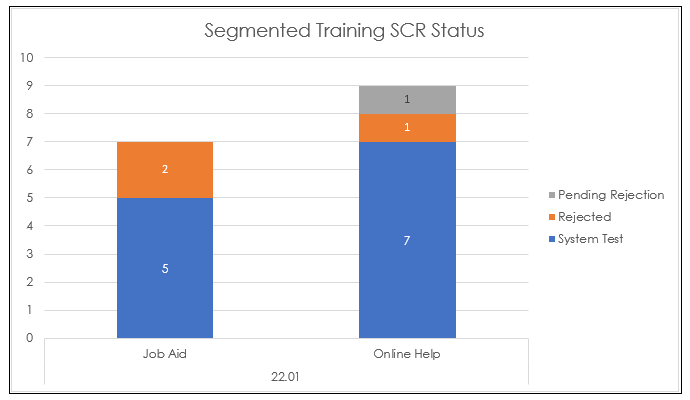 Segmented Training SCR Status
10
9
8
7
6
5
4
3
2
1
0
2
5
1
1
7
Pending Rejection
Rejected
System Test
Job Aid
Online Help
22.01